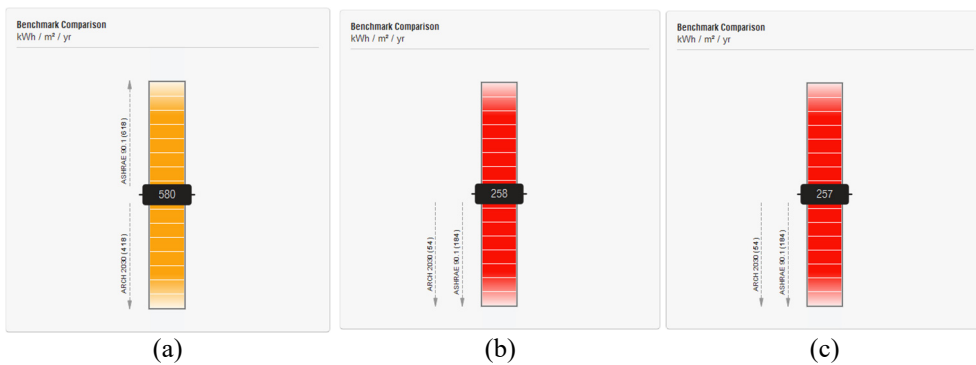 Benchmark Comparison
kWh / m² / yr
ASHRAE 90.1 (618)
580
ARCH 2030 (418)
(a)
Benchmark Comparison
kWh / m² / yr
258
ARCH 2030 (54)
ASHRAE 90.1 (184)
(b)
Benchmark Comparison
kWh / m² / yr
257
ARCH 2030 (54)
ASHRAE 90.1 (184)
(c)